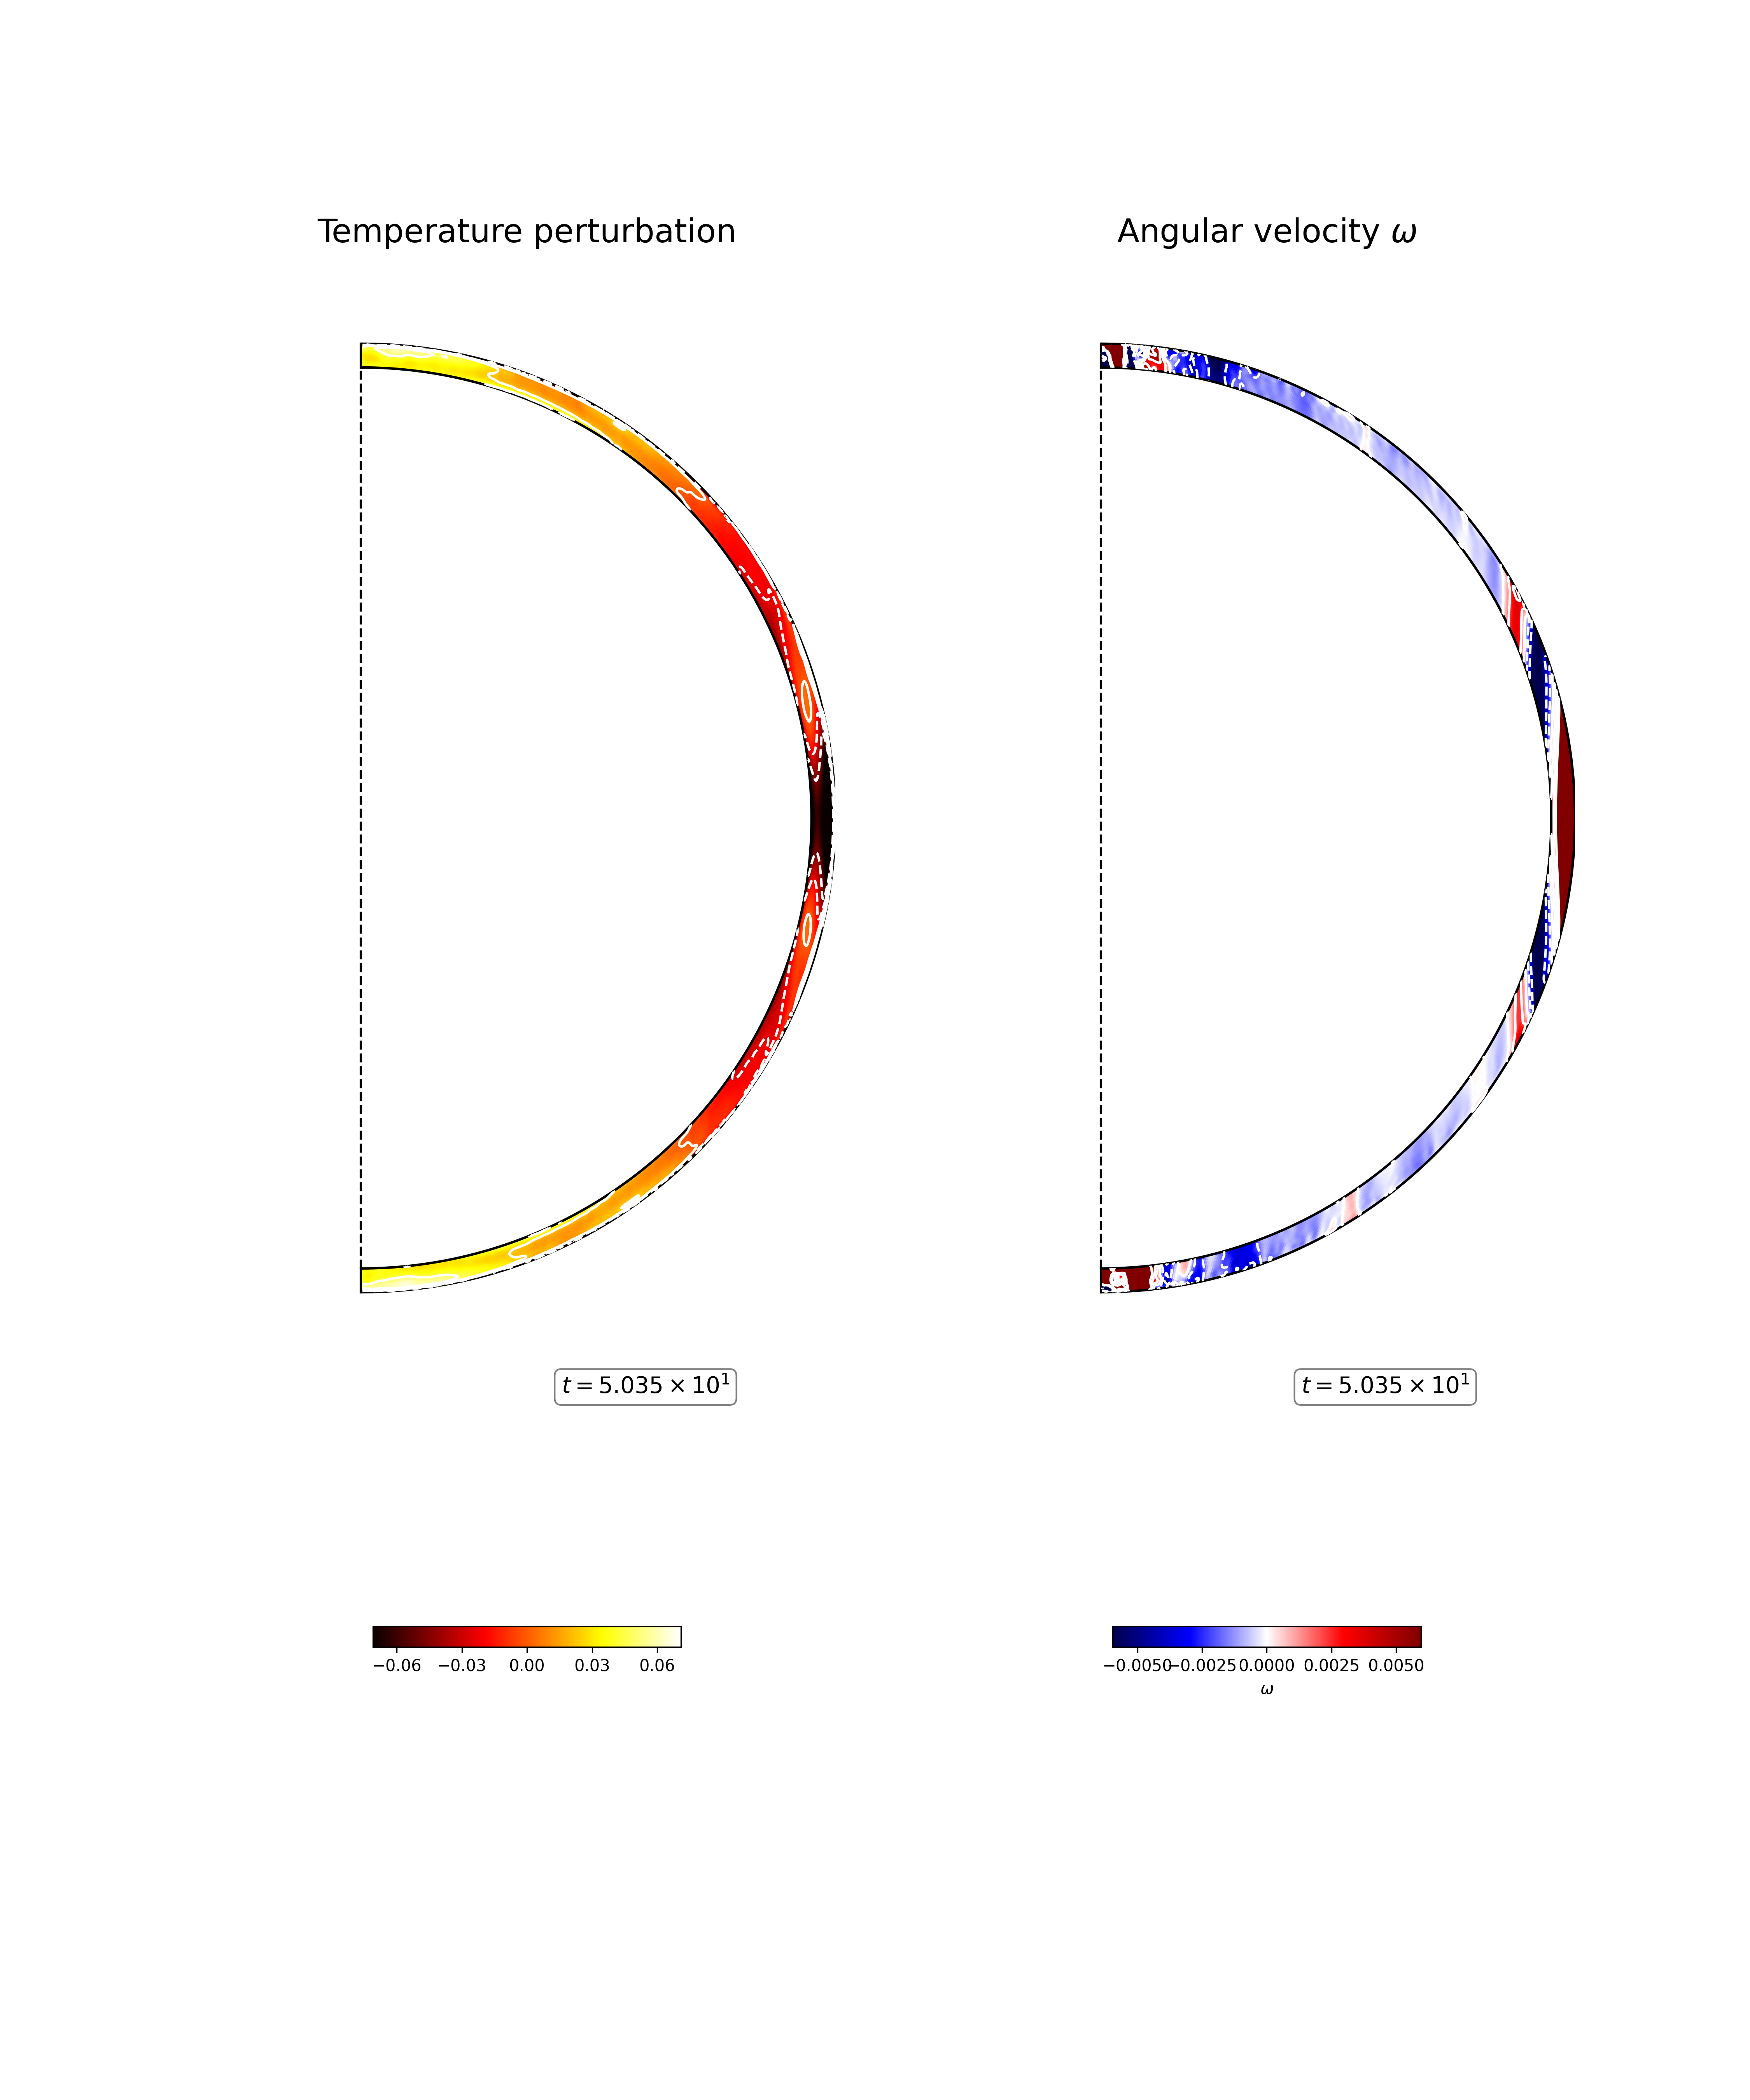 Temperature perturbation
Angular velocity ω
t = 5.035 × 10¹
t = 5.035 × 10¹
−0.06 −0.03 0.00 0.03 0.06
−0.0050 −0.0025 0.0000 0.0025 0.0050
ω